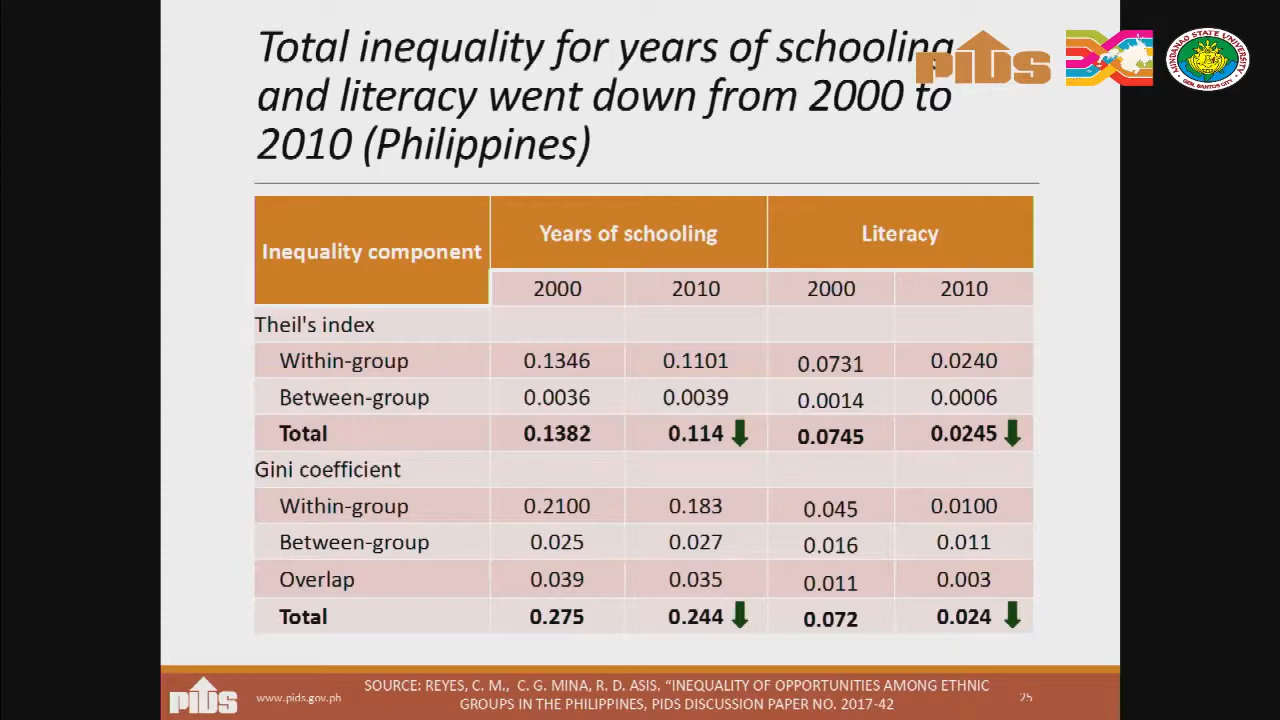 Total inequality for years of schooling
and literacy went down from 2000 to
2010 (Philippines)
PIDS
MINDANAO STATE UNIVERSITY
GEN. SANTOS CITY
Inequality component Years of schooling Literacy
2000 2010 2000 2010
Theil's index
Within-group 0.1346 0.1101 0.0731 0.0240
Between-group 0.0036 0.0039 0.0014 0.0006
Total 0.1382 0.114 0.0745 0.0245
Gini coefficient
Within-group 0.2100 0.183 0.045 0.0100
Between-group 0.025 0.027 0.016 0.011
Overlap 0.039 0.035 0.011 0.003
Total 0.275 0.244 0.072 0.024
PIDS
www.pids.gov.ph
SOURCE: REYES, C. M., C. G. MINA, R. D. ASIS. “INEQUALITY OF OPPORTUNITIES AMONG ETHNIC
GROUPS IN THE PHILIPPINES, PIDS DISCUSSION PAPER NO. 2017-42
25